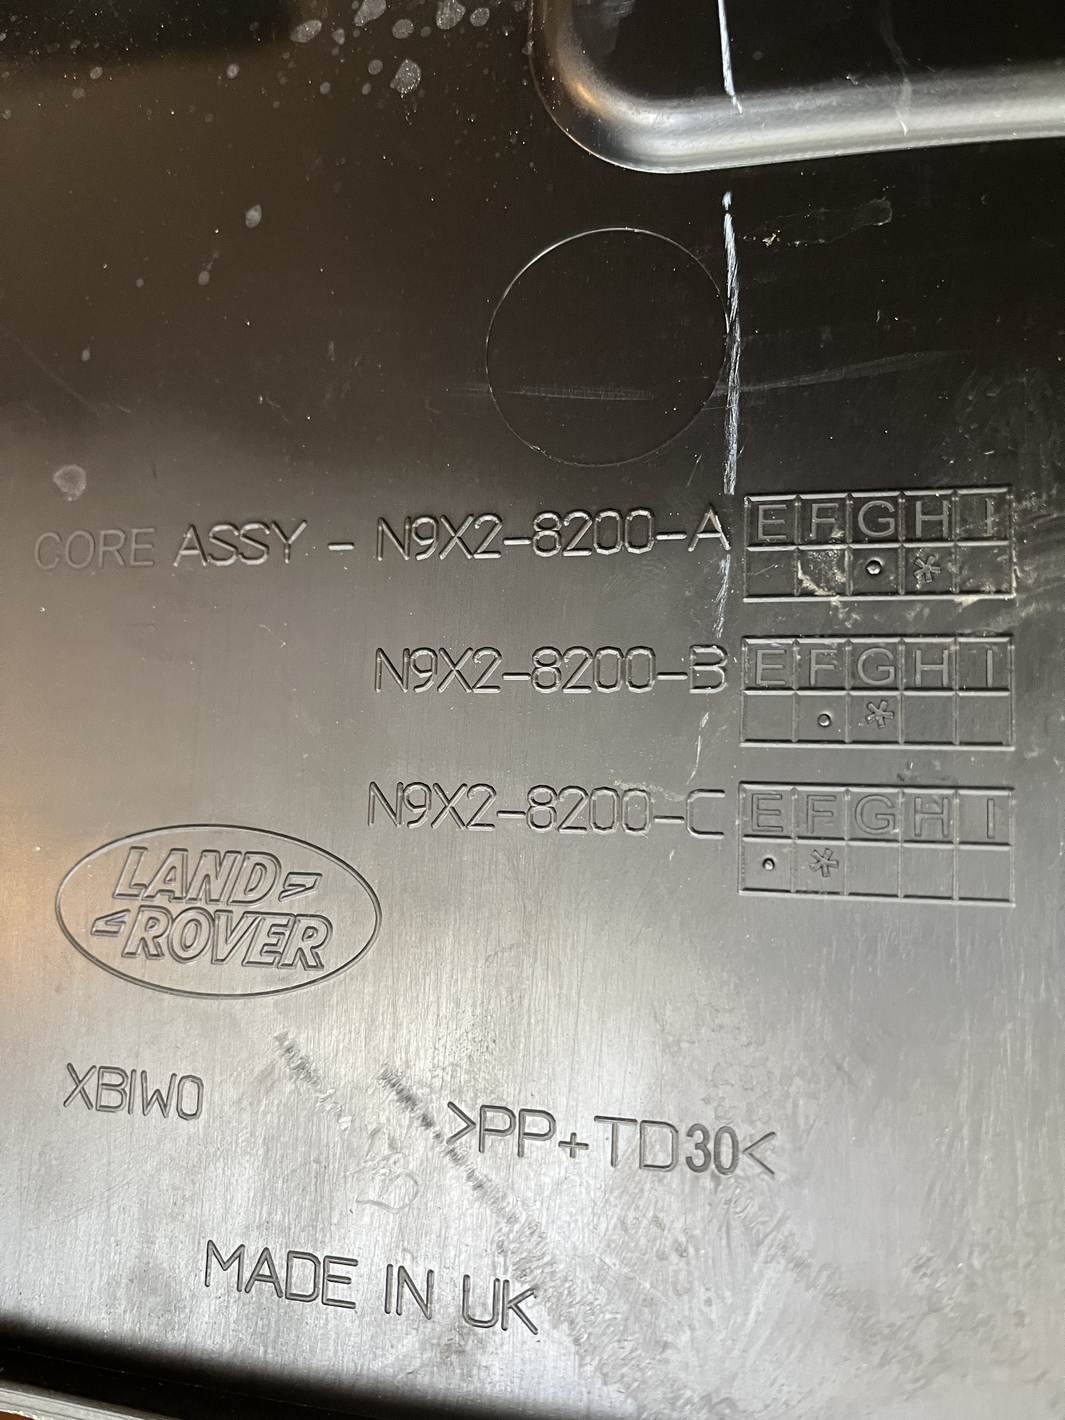 CORE ASSY - N9X2-8200-A E F G H I
• *
N9X2-8200-B E F G H I
• *
N9X2-8200-C E F G H I
• *
LAND
ROVER
XBIW0
>PP+TD30<
MADE IN UK